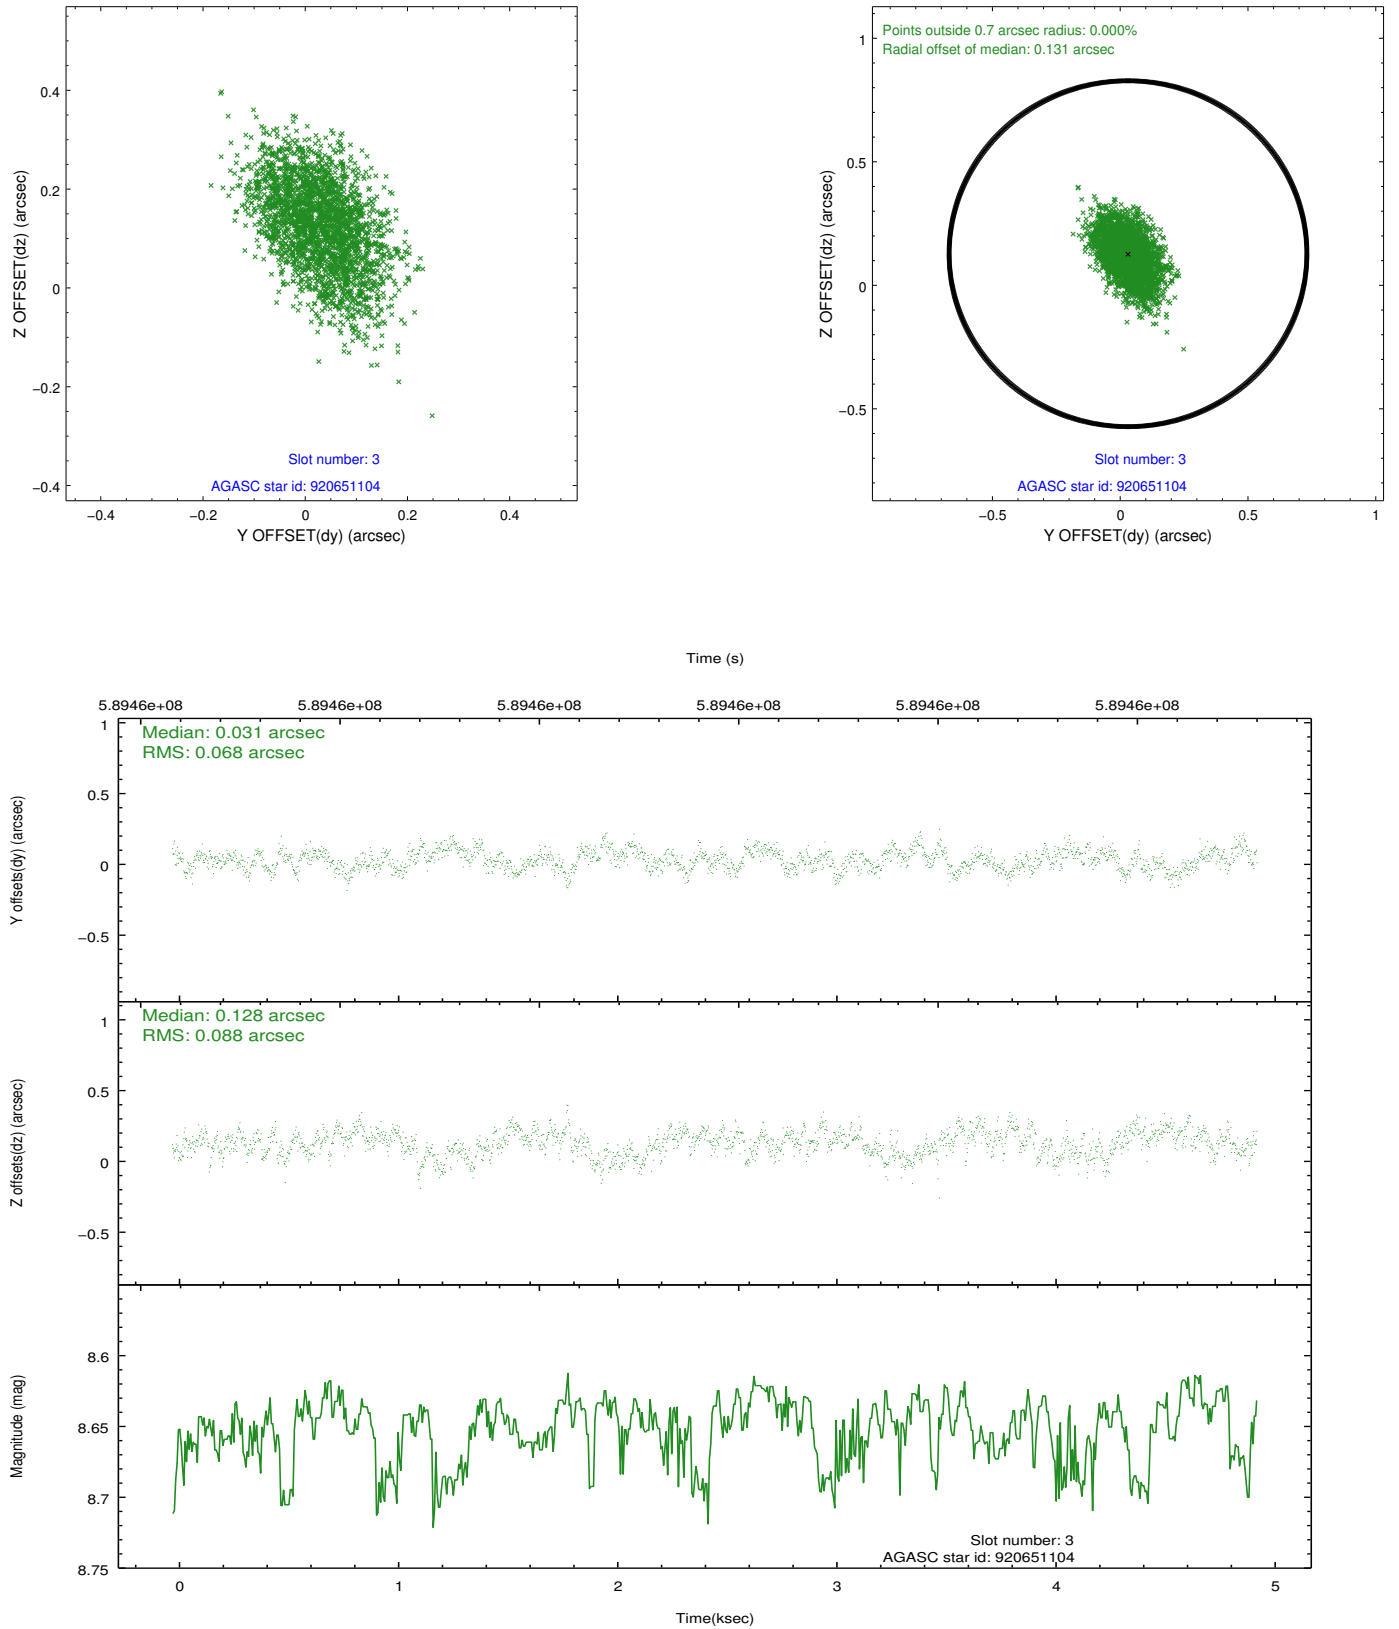 0.4
0.2
0
−0.2
−0.4
Z OFFSET(dz) (arcsec)
Slot number: 3
AGASC star id: 920651104
−0.4 −0.2 0 0.2 0.4
Y OFFSET(dy) (arcsec)
Points outside 0.7 arcsec radius: 0.000%
Radial offset of median: 0.131 arcsec
1
0.5
0
−0.5
Z OFFSET(dz) (arcsec)
Slot number: 3
AGASC star id: 920651104
−0.5 0 0.5 1
Y OFFSET(dy) (arcsec)
Time (s)
5.8946e+08 5.8946e+08 5.8946e+08 5.8946e+08 5.8946e+08 5.8946e+08
Median: 0.031 arcsec
RMS: 0.068 arcsec
1
0.5
0
−0.5
Y offsets(dy) (arcsec)
Median: 0.128 arcsec
RMS: 0.088 arcsec
1
0.5
0
−0.5
Z offsets(dz) (arcsec)
8.6
8.65
8.7
8.75
Magnitude (mag)
Slot number: 3
AGASC star id: 920651104
0 1 2 3 4 5
Time(ksec)